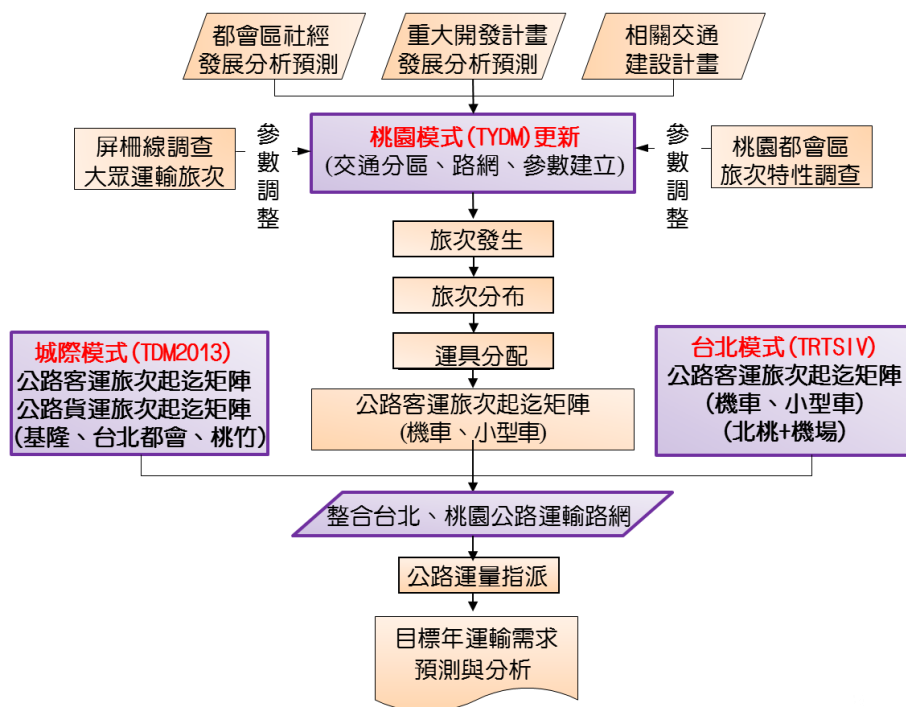 都會區社經
發展分析預測
重大開發計畫
發展分析預測
相關交通
建設計畫
屏柵線調查
大眾運輸旅次
參數調整
桃園模式(TYDM)更新
(交通分區、路網、參數建立)
參數調整
桃園都會區
旅次特性調查
旅次發生
旅次分布
運具分配
城際模式(TDM2013)
公路客運旅次起迄矩陣
公路貨運旅次起迄矩陣
(基隆、台北都會、桃竹)
公路客運旅次起迄矩陣
(機車、小型車)
台北模式(TRTSIV)
公路客運旅次起迄矩陣
(機車、小型車)
(北桃+機場)
整合台北、桃園公路運輸路網
公路運量指派
目標年運輸需求
預測與分析